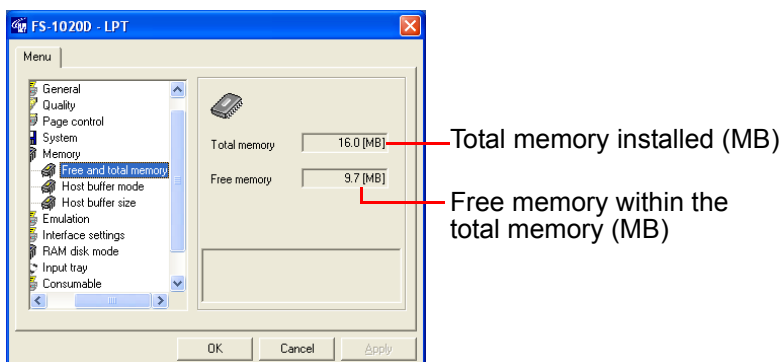 FS-1020D - LPT
Menu
General
Quality
Page control
System
Memory
Free and total memory
Host buffer mode
Host buffer size
Emulation
Interface settings
RAM disk mode
Input tray
Consumable
Total memory 16.0 [MB]
Free memory 9.7 [MB]
OK Cancel Apply
Total memory installed (MB)
Free memory within the
total memory (MB)